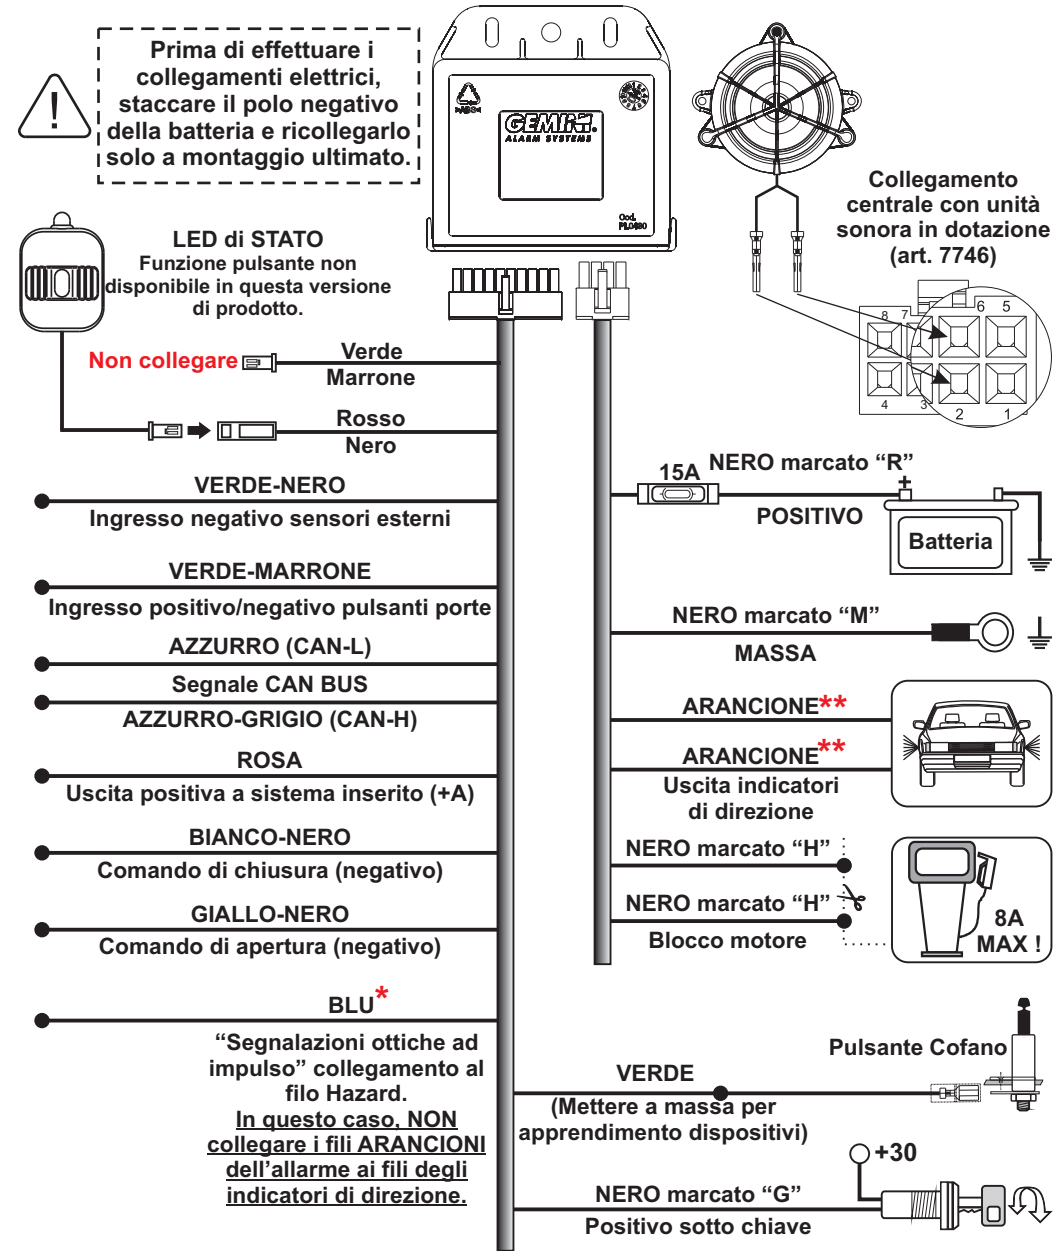 Prima di effettuare i
collegamenti elettrici,
staccare il polo negativo
della batteria e ricollegarlo
solo a montaggio ultimato.
!
>ABS<
GEMINI®
ALARM SYSTEMS
Cod.
Collegamento
centrale con unità
sonora in dotazione
(art. 7746)
8 7 6 5
4 3 2 1
LED di STATO
Funzione pulsante non
disponibile in questa versione
di prodotto.
Non collegare
Verde
Marrone
Rosso
Nero
VERDE-NERO
Ingresso negativo sensori esterni
VERDE-MARRONE
Ingresso positivo/negativo pulsanti porte
AZZURRO (CAN-L)
Segnale CAN BUS
AZZURRO-GRIGIO (CAN-H)
ROSA
Uscita positiva a sistema inserito (+A)
BIANCO-NERO
Comando di chiusura (negativo)
GIALLO-NERO
Comando di apertura (negativo)
BLU*
“Segnalazioni ottiche ad
impulso” collegamento al
filo Hazard.
In questo caso, NON
collegare i fili ARANCIONI
dell’allarme ai fili degli
indicatori di direzione.
15A
NERO marcato “R”
+
POSITIVO
Batteria
NERO marcato “M”
MASSA
ARANCIONE**
ARANCIONE**
Uscita indicatori
di direzione
NERO marcato “H”
NERO marcato “H”
Blocco motore
8A
MAX !
Pulsante Cofano
VERDE
(Mettere a massa per
apprendimento dispositivi)
+30
NERO marcato “G”
Positivo sotto chiave